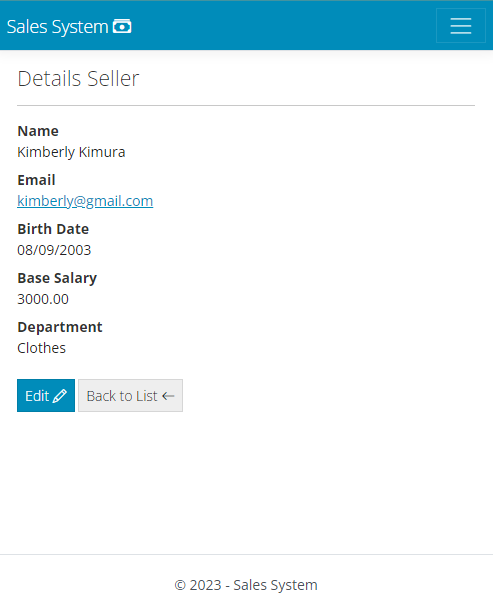 Sales System
Details Seller
Name
Kimberly Kimura
Email
kimberly@gmail.com
Birth Date
08/09/2003
Base Salary
3000.00
Department
Clothes
Edit
Back to List ←
© 2023 - Sales System